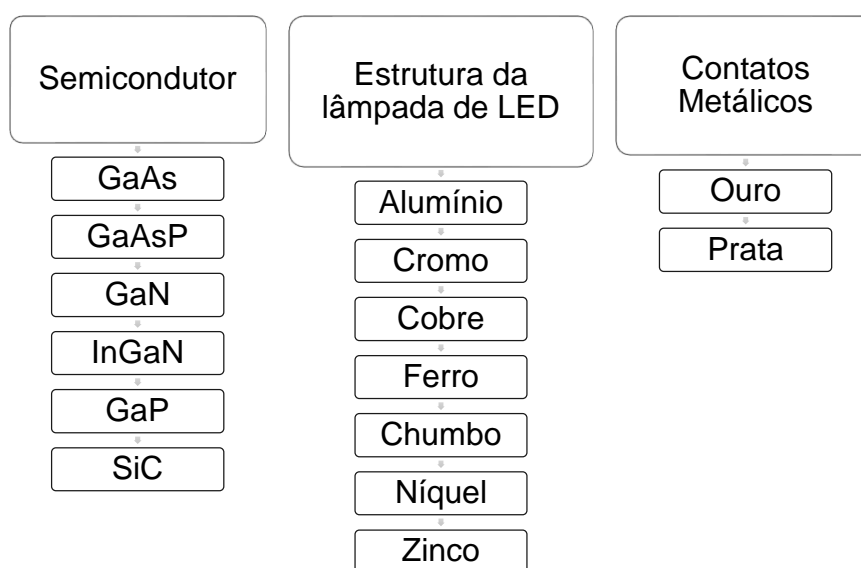 Semicondutor
GaAs
GaAsP
GaN
InGaN
GaP
SiC
Estrutura da
lâmpada de LED
Alumínio
Cromo
Cobre
Ferro
Chumbo
Níquel
Zinco
Contatos
Metálicos
Ouro
Prata